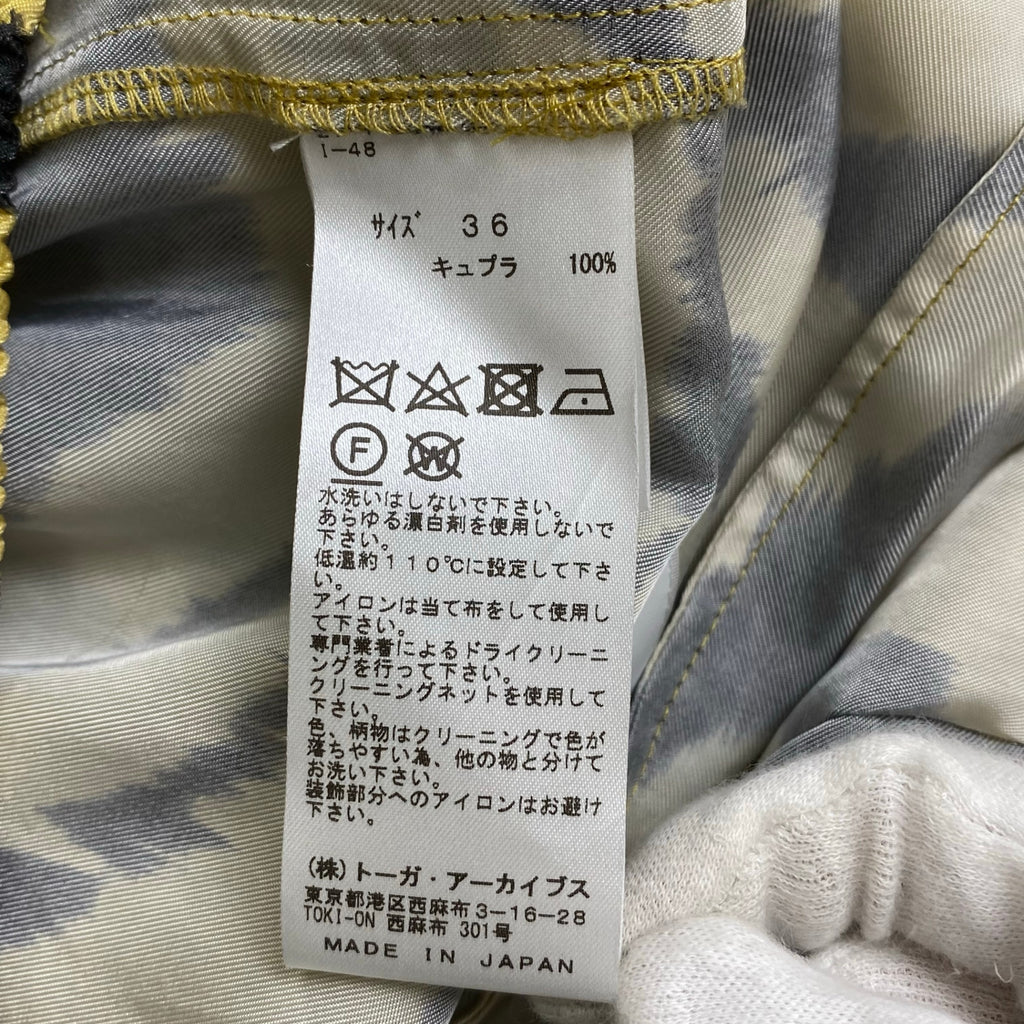 I-48
サイズ 36
キュプラ 100%
F
W
水洗いはしないで下さい。
あらゆる漂白剤を使用しないで
下さい。
低温約110℃に設定して下さ
い。
アイロンは当て布をして使用し
て下さい。
専門業者によるドライクリーニ
ングを行って下さい。
クリーニングネットを使用して
下さい。
色、柄物はクリーニングで色が
落ちやすい為、他の物と分けて
お洗い下さい。
装飾部分へのアイロンはお避け
下さい。
(株)トーガ・アーカイブス
東京都港区西麻布3-16-28
TOKI-ON 西麻布 301号
MADE IN JAPAN